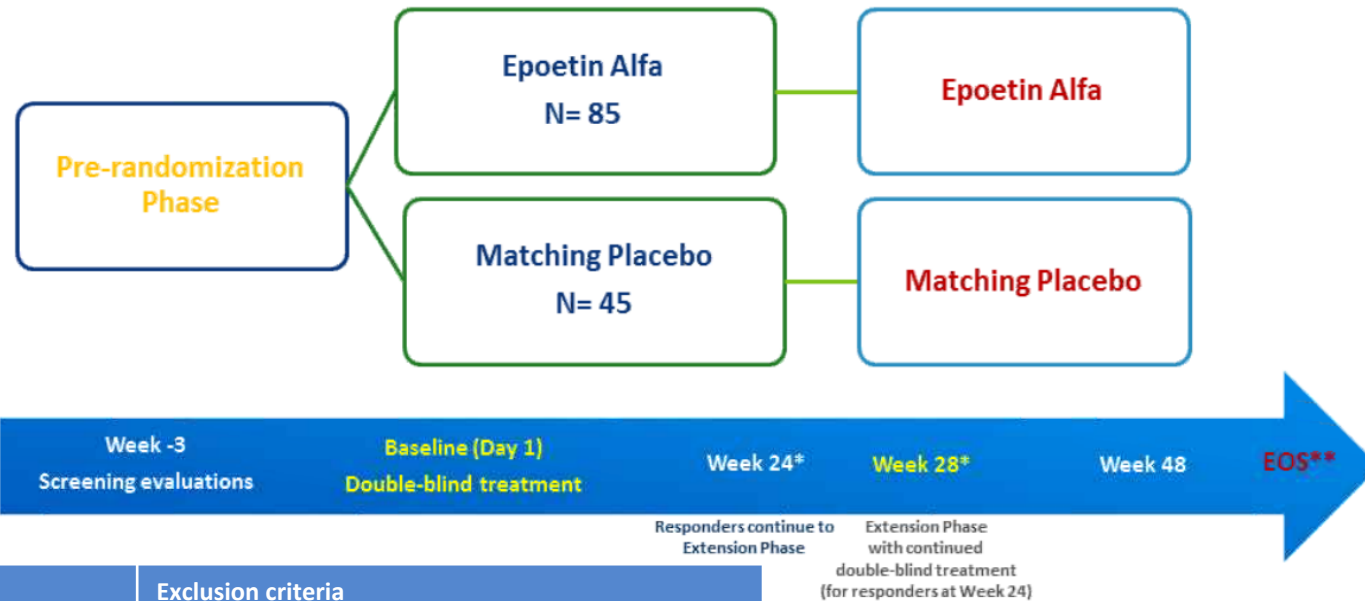 Epoetin Alfa
N= 85
Epoetin Alfa
Pre-randomization
Phase
Matching Placebo
N= 45
Matching Placebo
Week -3
Screening evaluations
Baseline (Day 1)
Double-blind treatment
Week 24*
Week 28*
Week 48
EOS**
Responders continue to
Extension Phase
Extension Phase
with continued
double-blind treatment
(for responders at Week 24)
Exclusion criteria